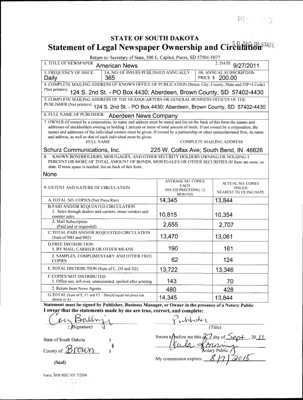 STATE OF SOUTH DAKOTA
Statement of Legal Newspaper Ownership and Circulation
Return to: Secretary of State, 500 E. Capitol, Pierre, SD 57501-5077
1. TITLE OF NEWSPAPER American News
2. DATE 9/27/2011
3. FREQUENCY OF ISSUE
Daily
3A. NO. OF ISSUES PUBLISHED ANNUALLY
365
3B. ANNUAL SUBSCRIPTION
PRICE $ 200.00
4. COMPLETE MAILING ADDRESS OF KNOWN OFFICE OF PUBLICATION (Street, City, County, State and ZIP+4 Code)
(Not printers) 124 S. 2nd St. - PO Box 4430; Aberdeen, Brown County, SD 57402-4430
5. COMPLETE MAILING ADDRESS OF THE HEADQUARTERS OR GENERAL BUSINESS OFFICES OF THE
PUBLISHER (Not printers) 124 S. 2nd St. - PO Box 4430; Aberdeen, Brown County, SD 57402-4430
6. FULL NAME OF PUBLISHER: Aberdeen News Company
7. OWNER (If owned by a corporation, its name and address must be stated and list on the back of this form the names and
addresses of stockholders owning or holding 1 percent or more of total amount of stock. If not owned by a corporation, the
names and addresses of the individual owners must be given. If owned by a partnership or other unincorporated firm, its name
and address, as well as that of each individual owner must be given.
FULL NAME
COMPLETE MAILING ADDRESS
Schurz Communications, Inc.
225 W. Colfax Ave; South Bend, IN 46626
8. KNOWN BONDHOLDERS, MORTGAGES, AND OTHER SECURITY HOLDERS OWNING OR HOLDING 1
PERCENT OR MORE OF TOTAL AMOUNT OF BONDS, MORTGAGES OR OTHER SECURITIES (If there are none, so
state. If more space is needed, list on back of this form.
None
9. EXTENT AND NATURE OF CIRCULATION
AVERAGE NO. COPIES
EACH
ISSUED PRECEDING 12
MONTHS
ACTUAL NO. COPIES
ISSUED
NEAREST TO FILING DATE
A. TOTAL NO. COPIES (Net Press Run) 14,345 13,844
B. PAID AND/OR REQUESTED CIRCULATION
1. Sales through dealers and carriers, street vendors and
counter sales 10,815 10,354
2. Mail Subscription
(Paid and or requested) 2,655 2,707
C. TOTAL PAID AND/OR REQUESTED CIRCULATION
(Sum of 9B1 and 9B2) 13,470 13,061
D. FREE DISTRIBUTION
1. BY MAIL, CARRIER OR OTHER MEANS 190 161
2. SAMPLES, COMPLIMENTARY AND OTHER FREE
COPIES 62 124
E. TOTAL DISTRIBUTION (Sum of C, D1 and D2) 13,722 13,346
F. COPIES NOT DISTRIBUTED
1. Office use, left over, unaccounted, spoiled after printing 143 70
2. Return from News Agents 480 428
G. TOTAL (Sum of E, F1 and F2 - Should equal net press run
shown in A) 14,345 13,844
Statement must be signed by Publisher, Business Manager, or Owner in the presence of a Notary Public
I swear that the statements made by me are true, correct, and complete:
Publisher
(Signature)
(Title)
State of South Dakota )
County of Brown )
Sworn to before me this 27 day of Sept., 2011
(Notary Public)
(Seal)
My commission expires: 8/7/2015